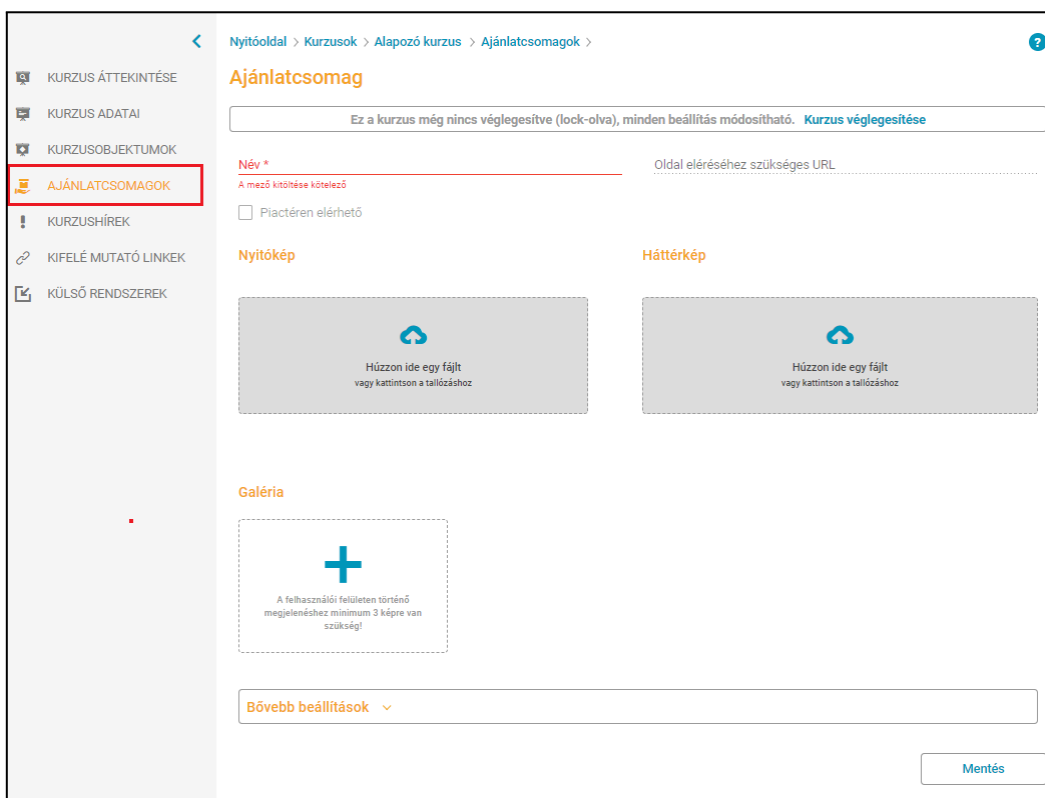 KURZUS ÁTTEKINTÉSE
KURZUS ADATAI
KURZUSOBJEKTUMOK
AJÁNLATCSOMAGOK
KURZUSHÍREK
KIFELÉ MUTATÓ LINKEK
KÜLSŐ RENDSZEREK
Nyitóoldal > Kurzusok > Alapozó kurzus > Ajánlatcsomagok >
?
Ajánlatcsomag
Ez a kurzus még nincs véglegesítve (lock-olva), minden beállítás módosítható. Kurzus véglegesítése
Név *
Oldal eléréséhez szükséges URL
A mező kitöltése kötelező
Piactéren elérhető
Nyitókép
Háttérkép
Húzzon ide egy fájlt
vagy kattintson a tallózáshoz
Húzzon ide egy fájlt
vagy kattintson a tallózáshoz
Galéria
A felhasználói felületen történő
megjelenéshez minimum 3 képre van
szükség!
Bővebb beállítások
Mentés